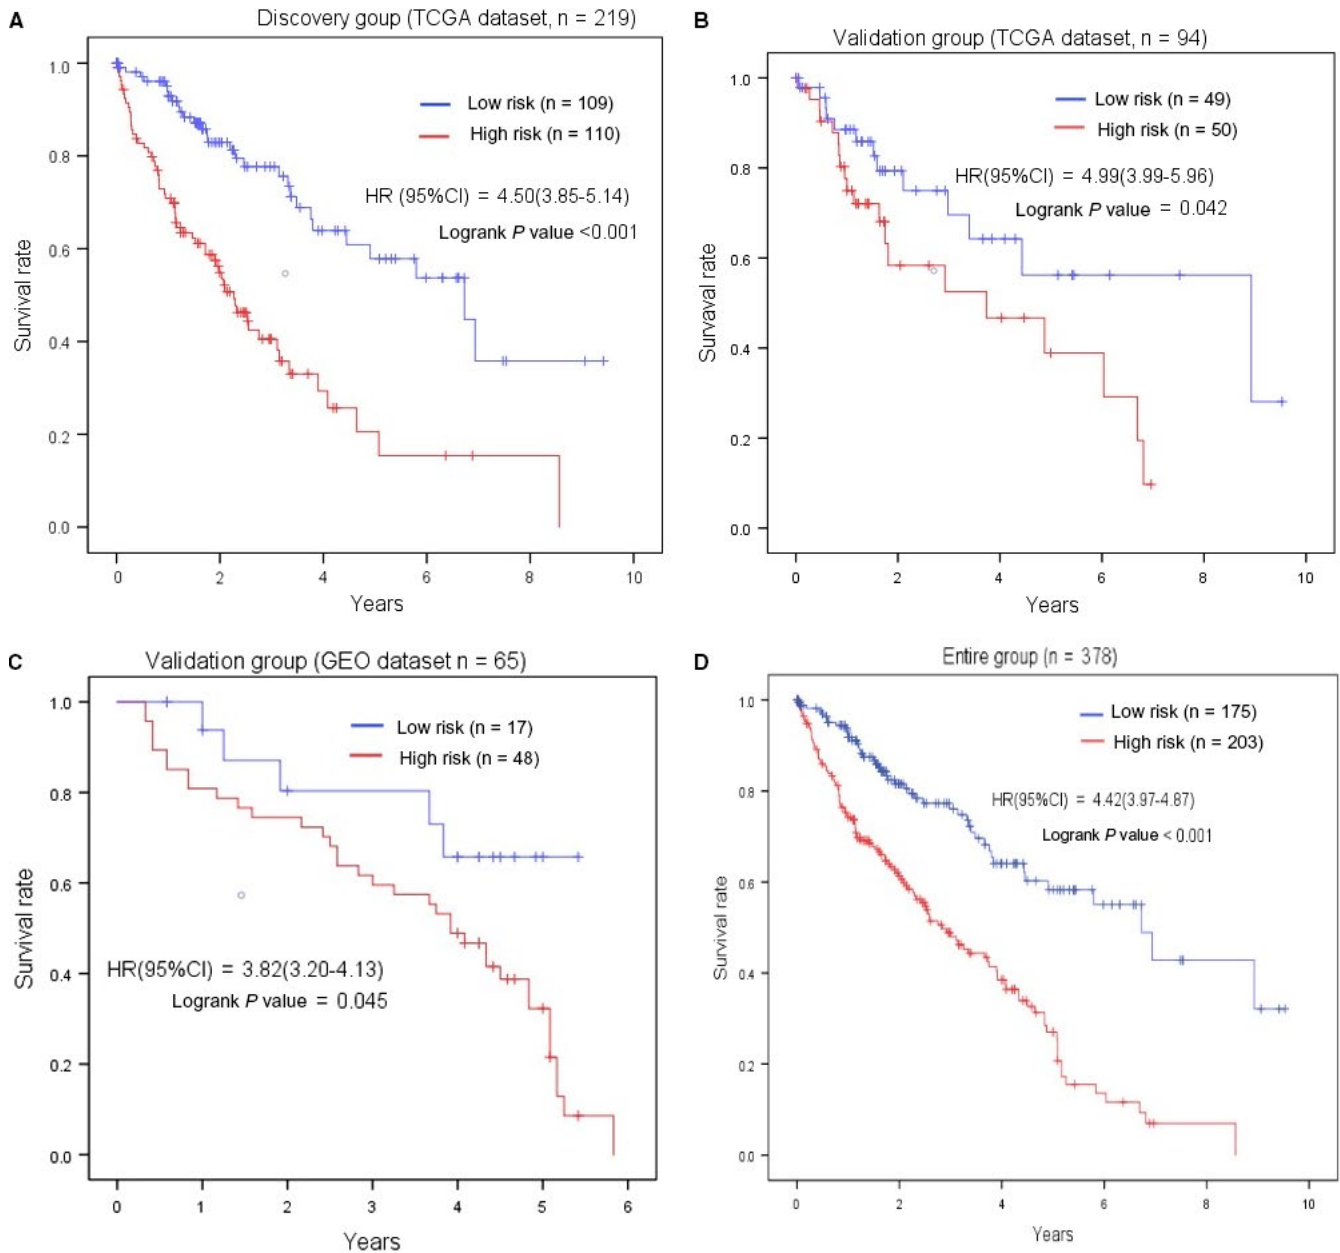 A
Discovery goup (TCGA dataset, n = 219)
1.0
0.8
0.6
0.4
0.2
0.0
Survival rate
Low risk (n = 109)
High risk (n = 110)
HR (95%CI) = 4.50(3.85-5.14)
Logrank P value <0.001
0 2 4 6 8 10
Years
B
Validation group (TCGA dataset, n = 94)
1.0
0.8
0.6
0.4
0.2
0.0
Survaval rate
Low risk (n = 49)
High risk (n = 50)
HR(95%CI) = 4.99(3.99-5.96)
Logrank P value = 0.042
0 2 4 6 8 10
Years
C
Validation group (GEO dataset n = 65)
1.0
0.8
0.6
0.4
0.2
0.0
Survival rate
Low risk (n = 17)
High risk (n = 48)
HR(95%CI) = 3.82(3.20-4.13)
Logrank P value = 0.045
0 1 2 3 4 5 6
Years
D
Entire group (n = 378)
1.0
0.8
0.6
0.4
0.2
0.0
Survival rate
Low risk (n = 175)
High risk (n = 203)
HR(95%CI) = 4.42(3.97-4.87)
Logrank P value < 0.001
0 2 4 6 8 10
Years